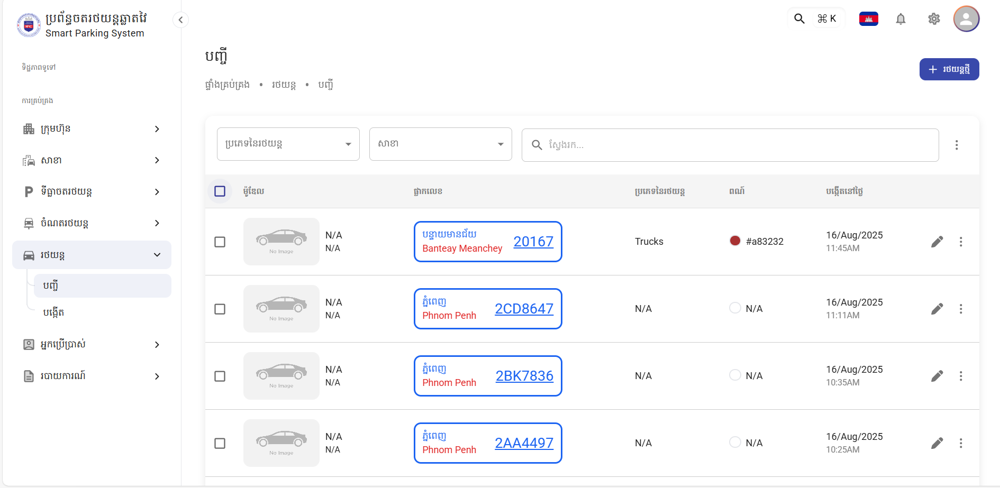 ប្រព័ន្ធចតរថយន្តឆ្លាតវៃ
Smart Parking System
⌘ K
ទិដ្ឋភាពទូទៅ
ការគ្រប់គ្រង
ក្រុមហ៊ុន
សាខា
ទីធ្លាចតរថយន្ត
ចំណតរថយន្ត
រថយន្ត
បញ្ជី
បង្កើត
អ្នកប្រើប្រាស់
របាយការណ៍
បញ្ជី
ផ្ទាំងគ្រប់គ្រង • រថយន្ត • បញ្ជី
រថយន្តថ្មី
ប្រភេទនៃរថយន្ត
សាខា
ស្វែងរក...
ម៉ូឌែល ផ្លាកលេខ ប្រភេទនៃរថយន្ត ពណ៌ បង្កើតនៅថ្ងៃ
No Image
N/A
N/A
បន្ទាយមានជ័យ
Banteay Meanchey
20167
Trucks
#a83232
16/Aug/2025
11:45AM
No Image
N/A
N/A
ភ្នំពេញ
Phnom Penh
2CD8647
N/A
N/A
16/Aug/2025
11:11AM
No Image
N/A
N/A
ភ្នំពេញ
Phnom Penh
2BK7836
N/A
N/A
16/Aug/2025
10:35AM
No Image
N/A
N/A
ភ្នំពេញ
Phnom Penh
2AA4497
N/A
N/A
16/Aug/2025
10:25AM